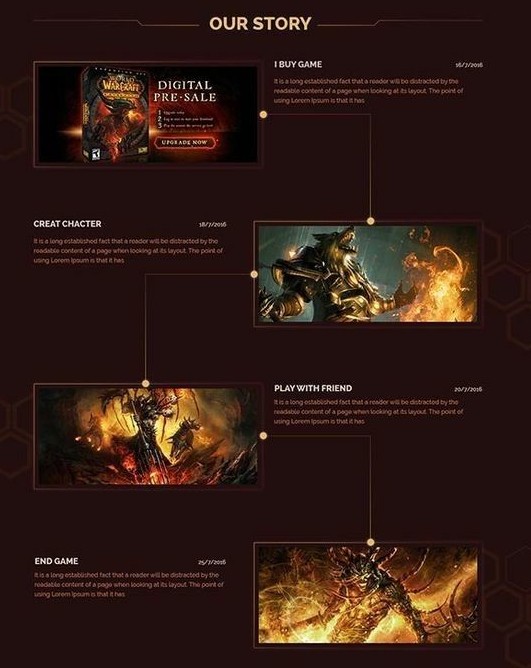 OUR STORY
WORLD
WARCRAFT
DIGITAL
PRE-SALE
1
2
3
UPGRADE NOW
I BUY GAME
16/7/2016
It is a long established fact that a reader will be distracted by the
readable content of a page when looking at its layout. The point of
using Lorem Ipsum is that it has
CREAT CHACTER
18/7/2016
It is a long established fact that a reader will be distracted by the
readable content of a page when looking at its layout. The point of
using Lorem Ipsum is that it has
PLAY WITH FRIEND
20/7/2016
It is a long established fact that a reader will be distracted by the
readable content of a page when looking at its layout. The point of
using Lorem Ipsum is that it has
END GAME
25/7/2016
It is a long established fact that a reader will be distracted by the
readable content of a page when looking at its layout. The point of
using Lorem Ipsum is that it has